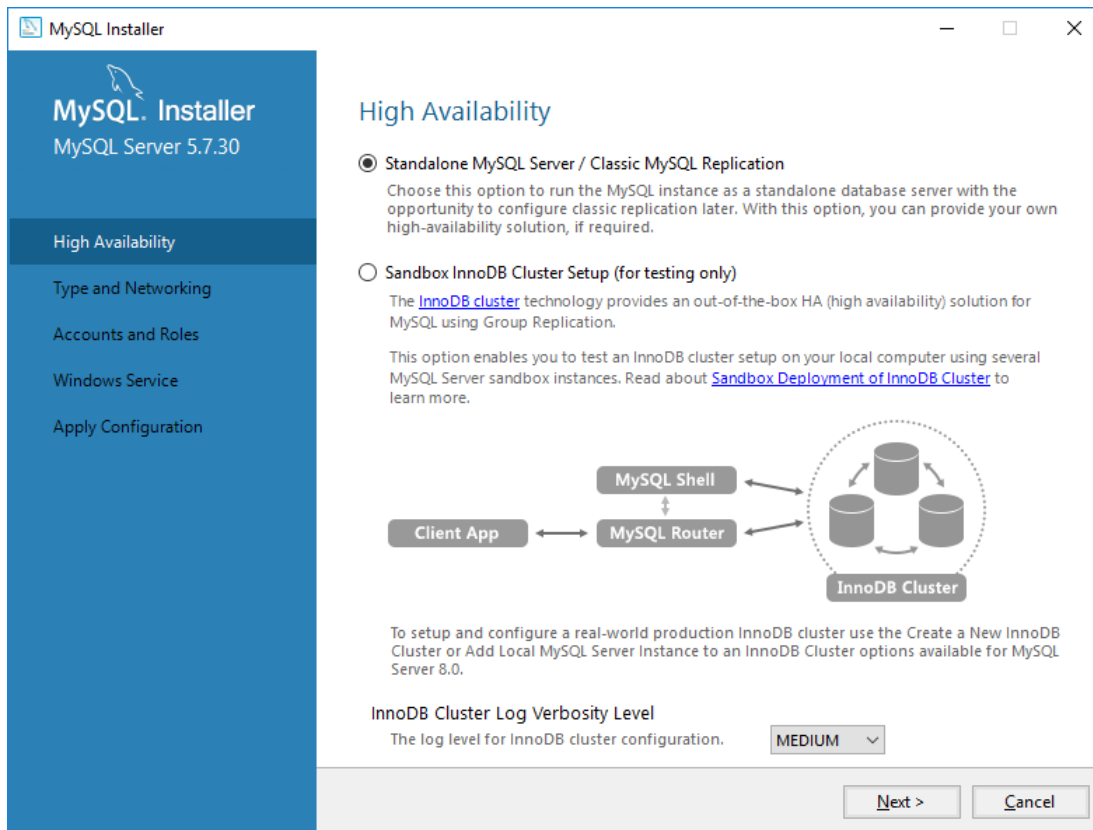 MySQL Installer
MySQL. Installer
MySQL Server 5.7.30
High Availability
Type and Networking
Accounts and Roles
Windows Service
Apply Configuration
High Availability
Standalone MySQL Server / Classic MySQL Replication
Choose this option to run the MySQL instance as a standalone database server with the
opportunity to configure classic replication later. With this option, you can provide your own
high-availability solution, if required.
Sandbox InnoDB Cluster Setup (for testing only)
The InnoDB cluster technology provides an out-of-the-box HA (high availability) solution for
MySQL using Group Replication.
This option enables you to test an InnoDB cluster setup on your local computer using several
MySQL Server sandbox instances. Read about Sandbox Deployment of InnoDB Cluster to
learn more.
MySQL Shell
Client App
MySQL Router
InnoDB Cluster
To setup and configure a real-world production InnoDB cluster use the Create a New InnoDB
Cluster or Add Local MySQL Server Instance to an InnoDB Cluster options available for MySQL
Server 8.0.
InnoDB Cluster Log Verbosity Level
The log level for InnoDB cluster configuration.
MEDIUM
Next >
Cancel